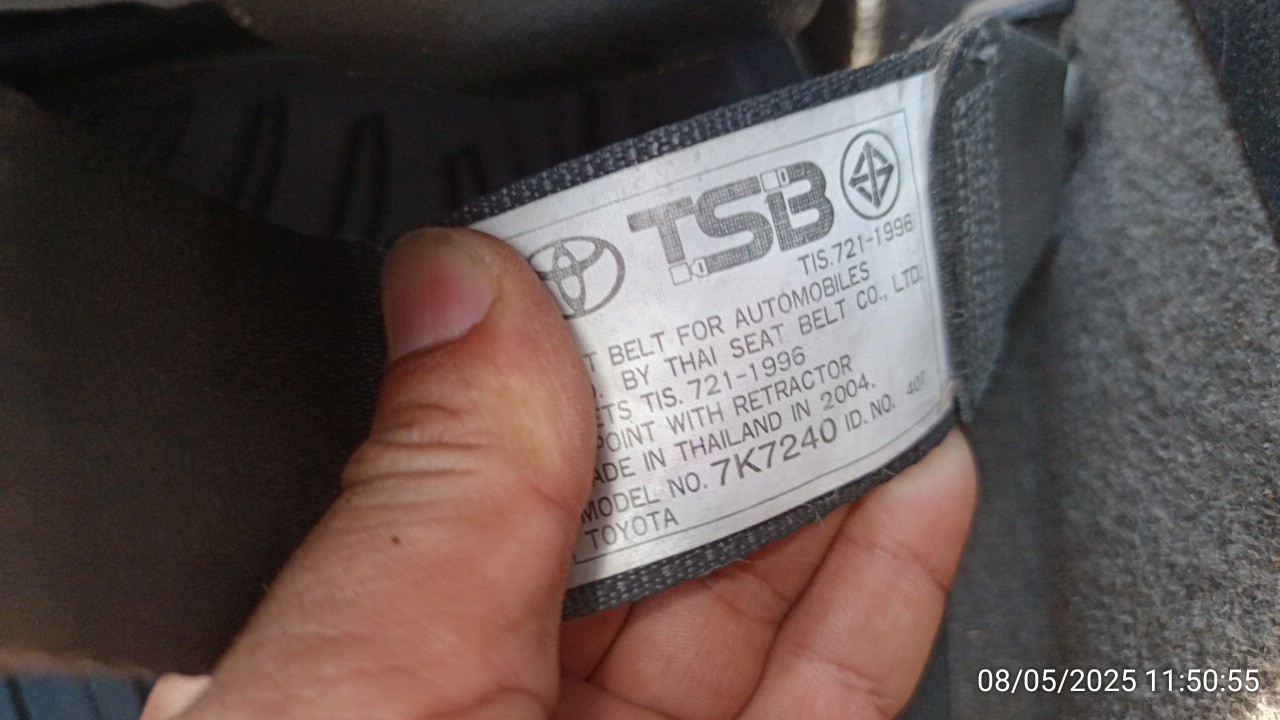 TSB
TIS.721-1996
T BELT FOR AUTOMOBILES
. BY THAI SEAT BELT CO., LTD.
ETS TIS. 721-1996
POINT WITH RETRACTOR
ADE IN THAILAND IN 2004.
MODEL NO. 7K7240 ID. NO. 407
TOYOTA
08/05/2025 11:50:55